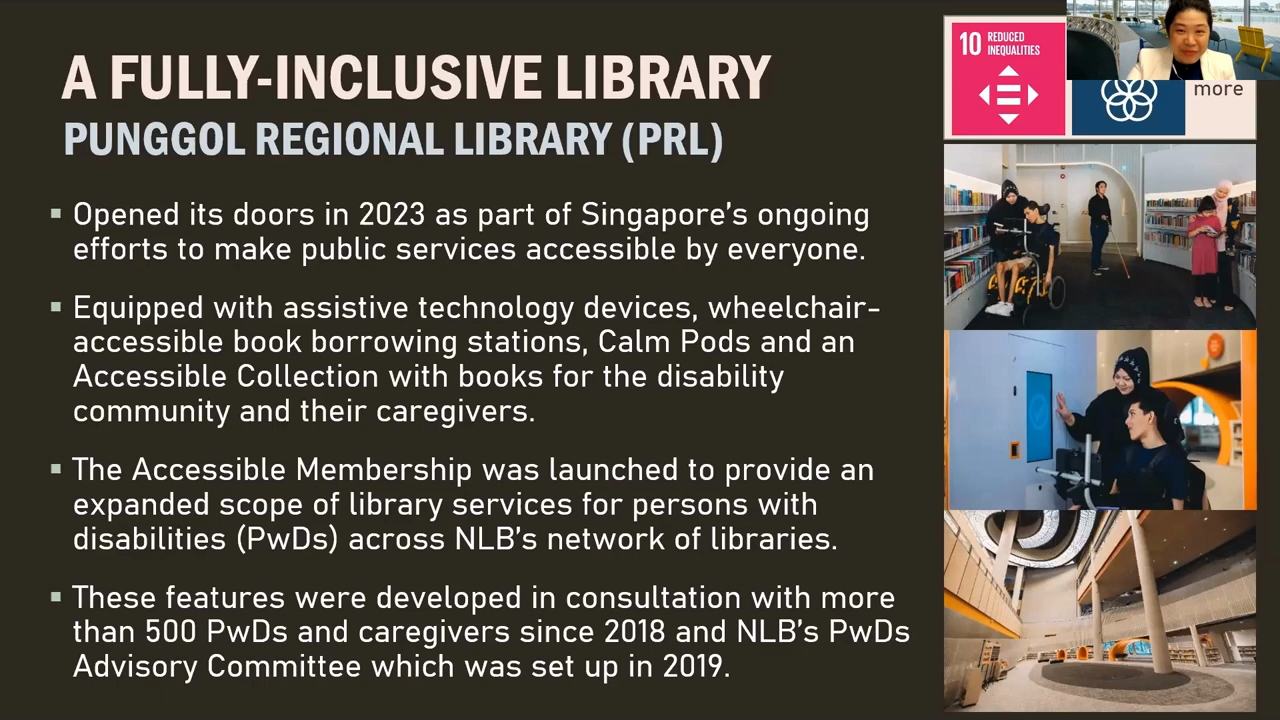 A FULLY-INCLUSIVE LIBRARY
PUNGGOL REGIONAL LIBRARY (PRL)
▪ Opened its doors in 2023 as part of Singapore's ongoing
efforts to make public services accessible by everyone.
▪ Equipped with assistive technology devices, wheelchair-
accessible book borrowing stations, Calm Pods and an
Accessible Collection with books for the disability
community and their caregivers.
▪ The Accessible Membership was launched to provide an
expanded scope of library services for persons with
disabilities (PwDs) across NLB's network of libraries.
▪ These features were developed in consultation with more
than 500 PwDs and caregivers since 2018 and NLB's PwDs
Advisory Committee which was set up in 2019.
10 REDUCED
INEQUALITIES
more